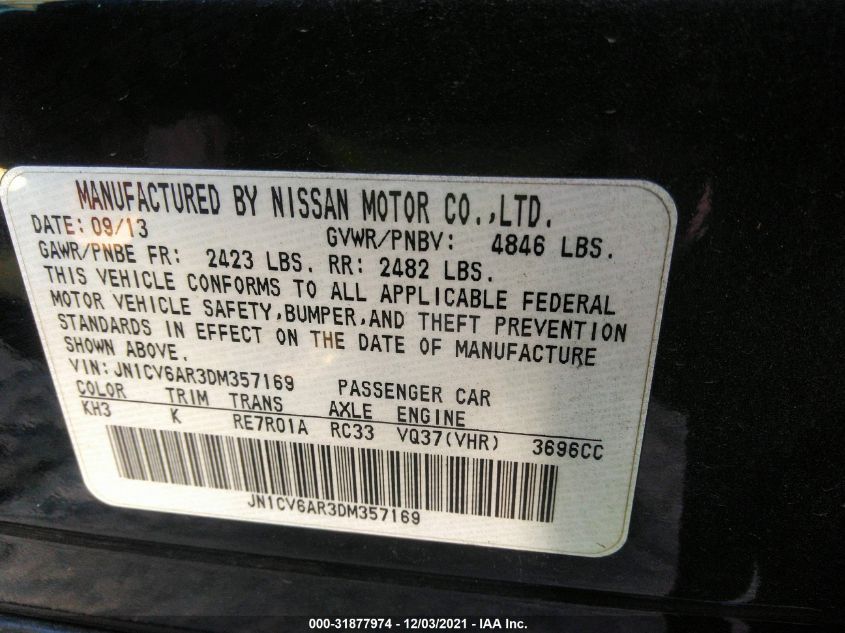 MANUFACTURED BY NISSAN MOTOR CO.,LTD.
DATE: 09/13 GVWR/PNBV: 4846 LBS.
GAWR/PNBE FR: 2423 LBS. RR: 2482 LBS.
THIS VEHICLE CONFORMS TO ALL APPLICABLE FEDERAL
MOTOR VEHICLE SAFETY,BUMPER,AND THEFT PREVENTION
STANDARDS IN EFFECT ON THE DATE OF MANUFACTURE
SHOWN ABOVE.
VIN: JN1CV6AR3DM357169 PASSENGER CAR
COLOR TRIM TRANS AXLE ENGINE
KH3 K RE7R01A RC33 VQ37(VHR) 3696CC
JN1CV6AR3DM357169
000-31877974 - 12/03/2021 - IAA Inc.